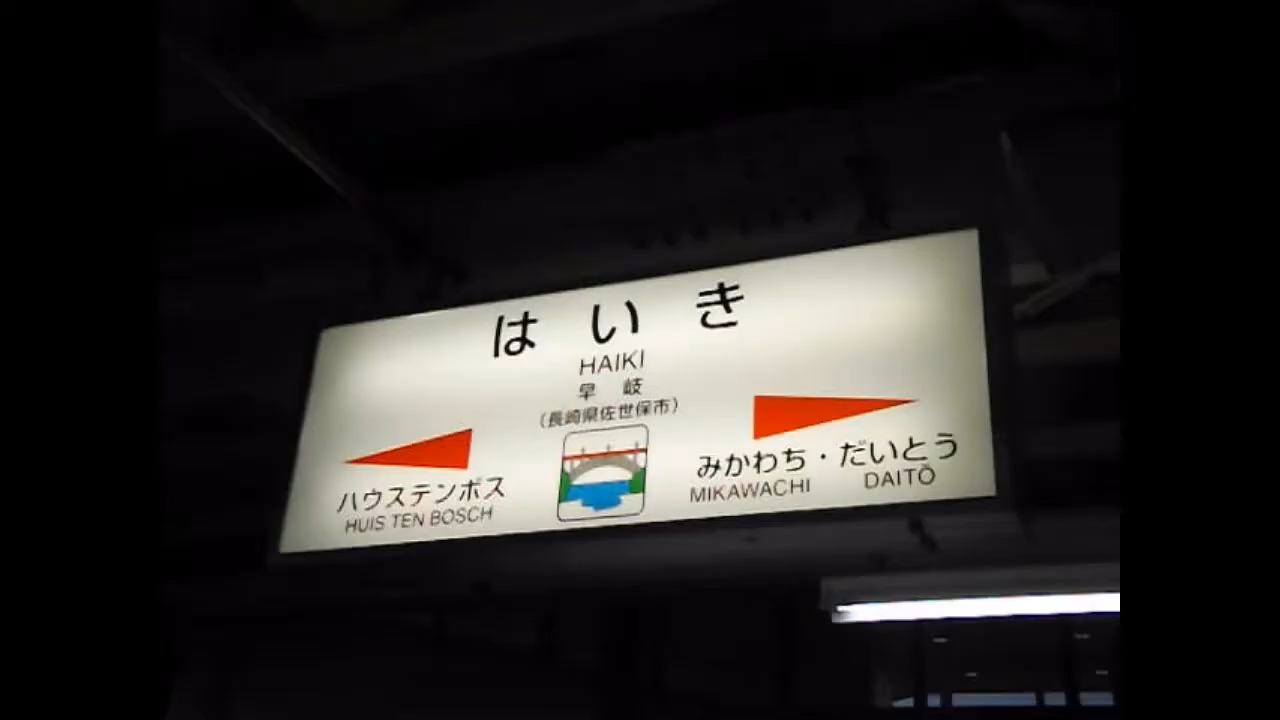 はいき
HAIKI
早岐
（長崎県佐世保市）
ハウステンボス
HUIS TEN BOSCH
みかわち・だいとう
MIKAWACHI DAITŌ